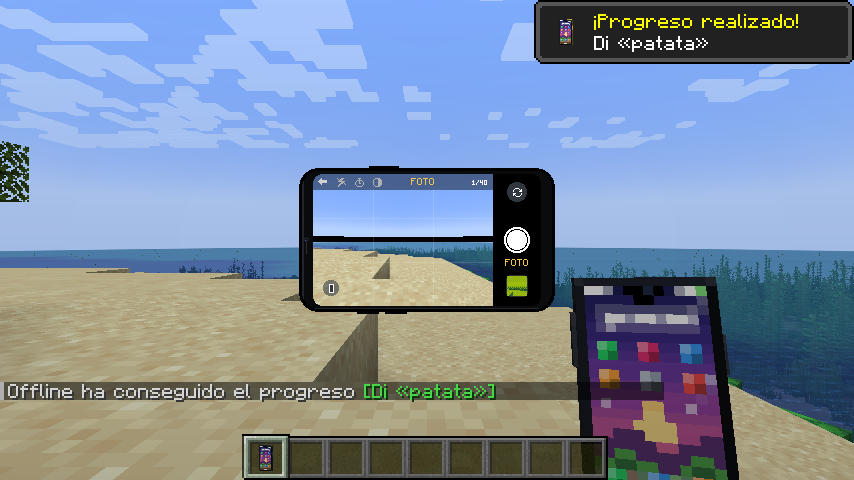 ¡Progreso realizado!
Di «patata»
FOTO
1/40
FOTO
Offline ha conseguido el progreso [Di «patata»]